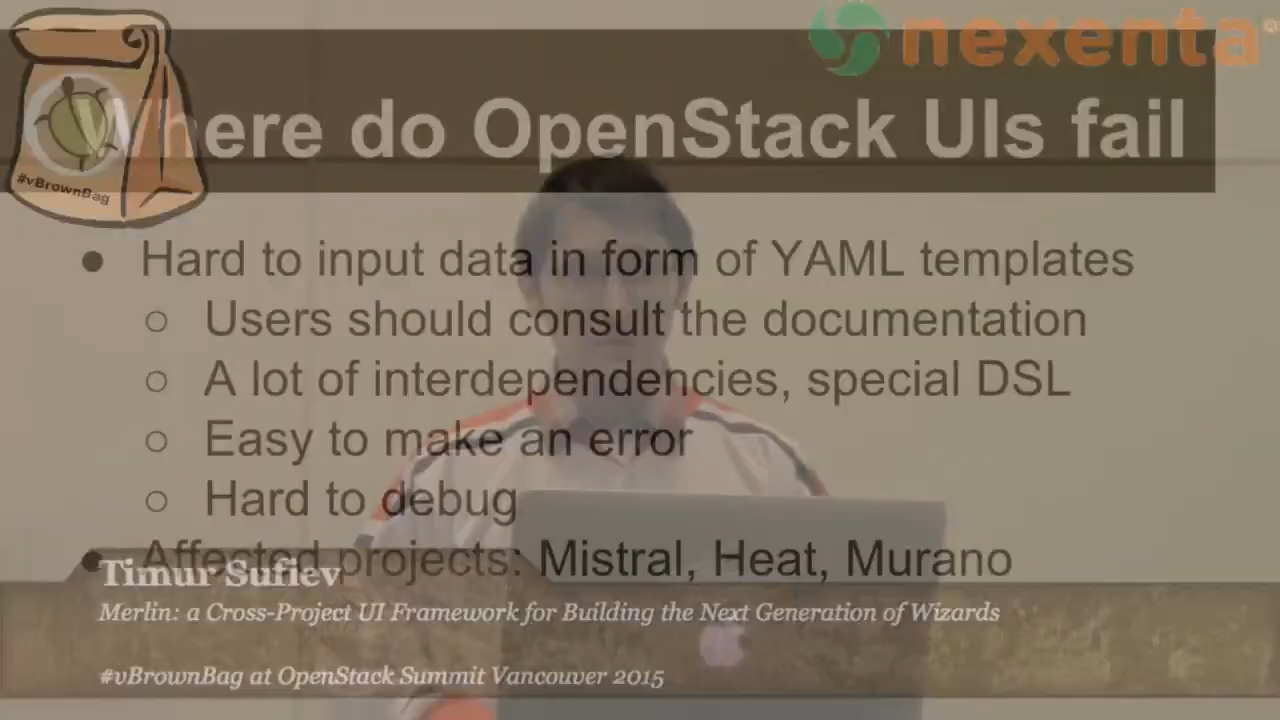 nexenta
Where do OpenStack UIs fail
#vBrownBag
● Hard to input data in form of YAML templates
○ Users should consult the documentation
○ A lot of interdependencies, special DSL
○ Easy to make an error
○ Hard to debug
● Affected projects: Mistral, Heat, Murano
Timur Sufiev
Merlin: a Cross-Project UI Framework for Building the Next Generation of Wizards
#vBrownBag at OpenStack Summit Vancouver 2015